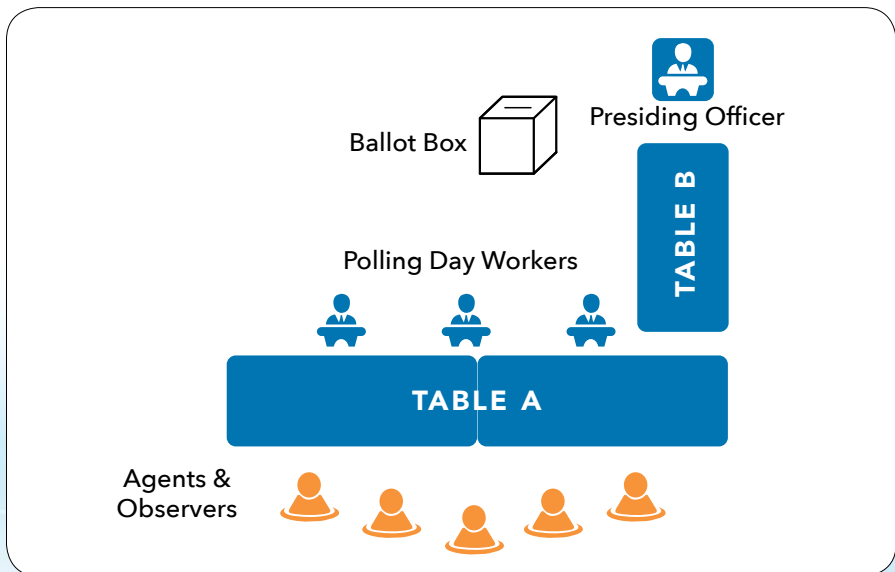 Presiding Officer
Ballot Box
TABLE B
Polling Day Workers
TABLE A
Agents &
Observers